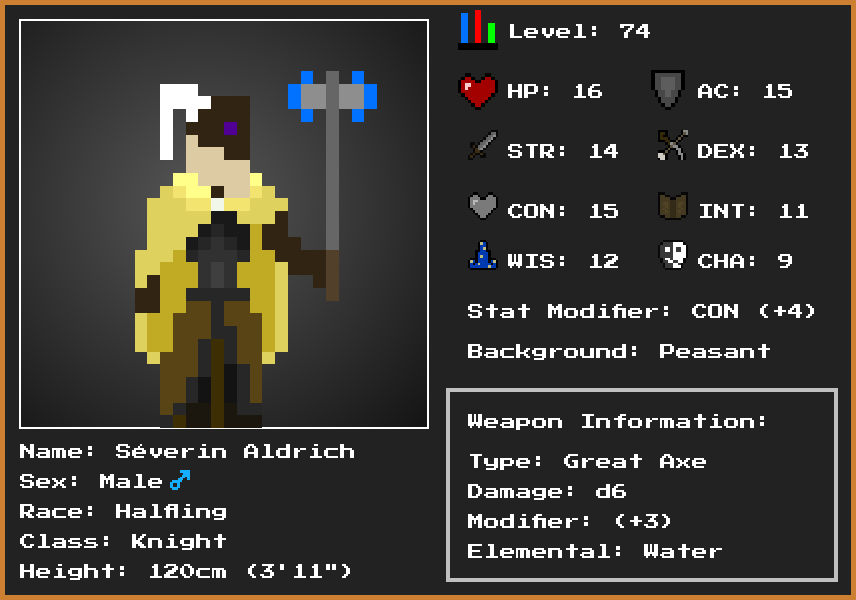 Level: 74
HP: 16
AC: 15
STR: 14
DEX: 13
CON: 15
INT: 11
WIS: 12
CHA: 9
Stat Modifier: CON (+4)
Background: Peasant
Weapon Information:
Type: Great Axe
Damage: d6
Modifier: (+3)
Elemental: Water
Name: Séverin Aldrich
Sex: Male♂
Race: Halfling
Class: Knight
Height: 120cm (3'11")